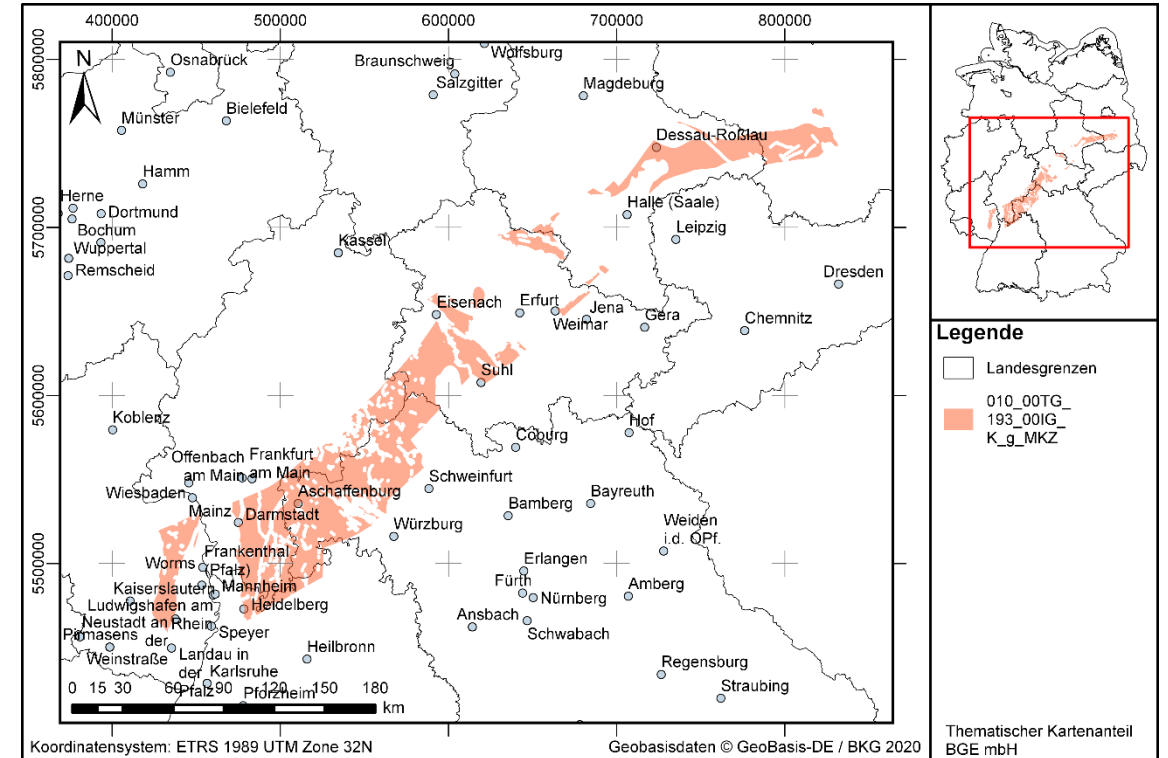 400000
500000
600000
700000
800000
5800000
5700000
5600000
5500000
N
Osnabrück
Wolfsburg
Braunschweig
Salzgitter
Magdeburg
Münster
Bielefeld
Dessau-Roßlau
Hamm
Herne
Dortmund
Halle (Saale)
Bochum
Leipzig
Wuppertal
Kassel
Remscheid
Dresden
Eisenach
Erfurt
Jena
Gera
Weimar
Chemnitz
Suhl
Koblenz
Hof
Coburg
Offenbach
am Main
Frankfurt
am Main
Schweinfurt
Wiesbaden
Aschaffenburg
Bamberg
Bayreuth
Mainz
Darmstadt
Würzburg
Weiden
i.d. OPf.
Worms
Frankenthal
(Pfalz)
Erlangen
Kaiserslautern
Mannheim
Fürth
Amberg
Ludwigshafen am
Rhein
Heidelberg
Nürnberg
Neustadt an
der
Weinstraße
Ansbach
Pirmasens
Speyer
Schwabach
Heilbronn
Landau in
der
Pfalz
Karlsruhe
Regensburg
Straubing
Pforzheim
0 15 30 60 90 120 150 180
km
Koordinatensystem: ETRS 1989 UTM Zone 32N
Geobasisdaten © GeoBasis-DE / BKG 2020
Legende
Landesgrenzen
010_00TG_
193_00IG_
K_g_MKZ
Thematischer Kartenanteil
BGE mbH